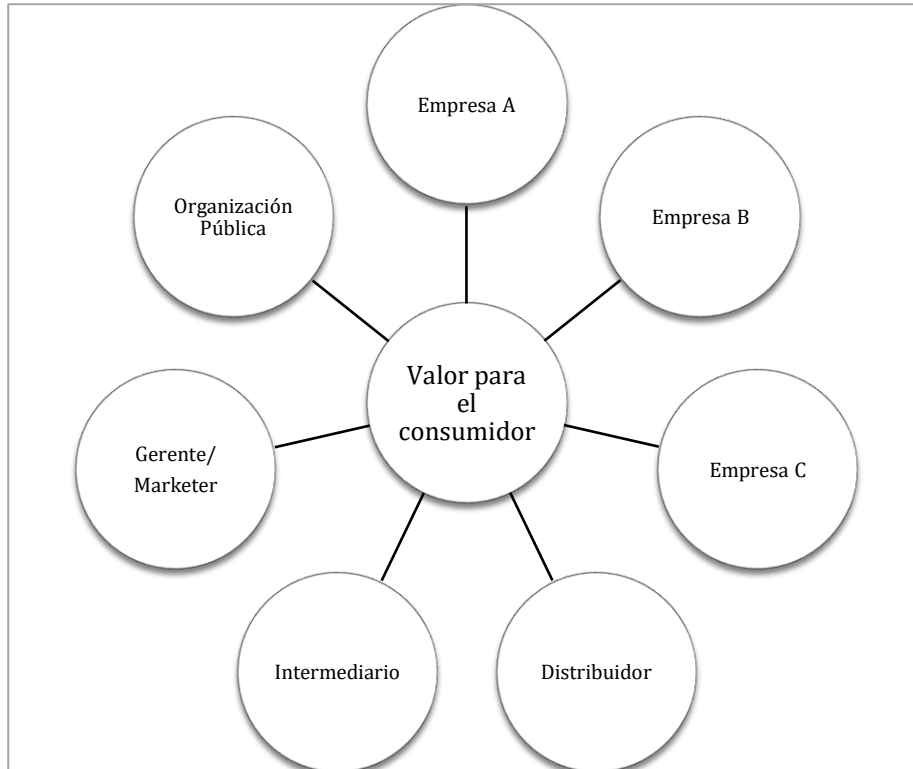 Empresa A
Organización
Pública
Empresa B
Valor para
el
consumidor
Gerente/
Marketer
Empresa C
Intermediario
Distribuidor